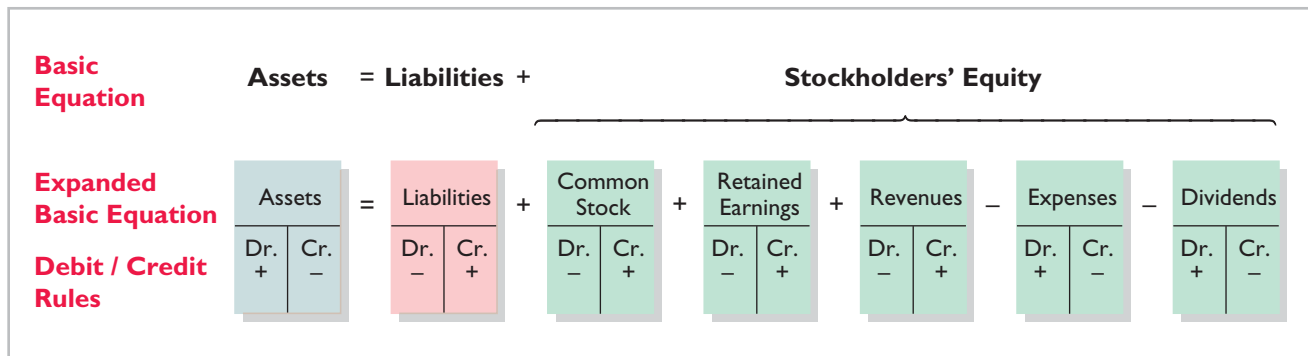 Basic
Equation
Assets = Liabilities + Stockholders’ Equity
Expanded
Basic Equation
Assets = Liabilities + Common Stock + Retained Earnings + Revenues – Expenses – Dividends
Debit / Credit
Rules
Dr. Cr. Dr. Cr. Dr. Cr. Dr. Cr. Dr. Cr. Dr. Cr. Dr. Cr.
+ – – + – + – + – + + – + –